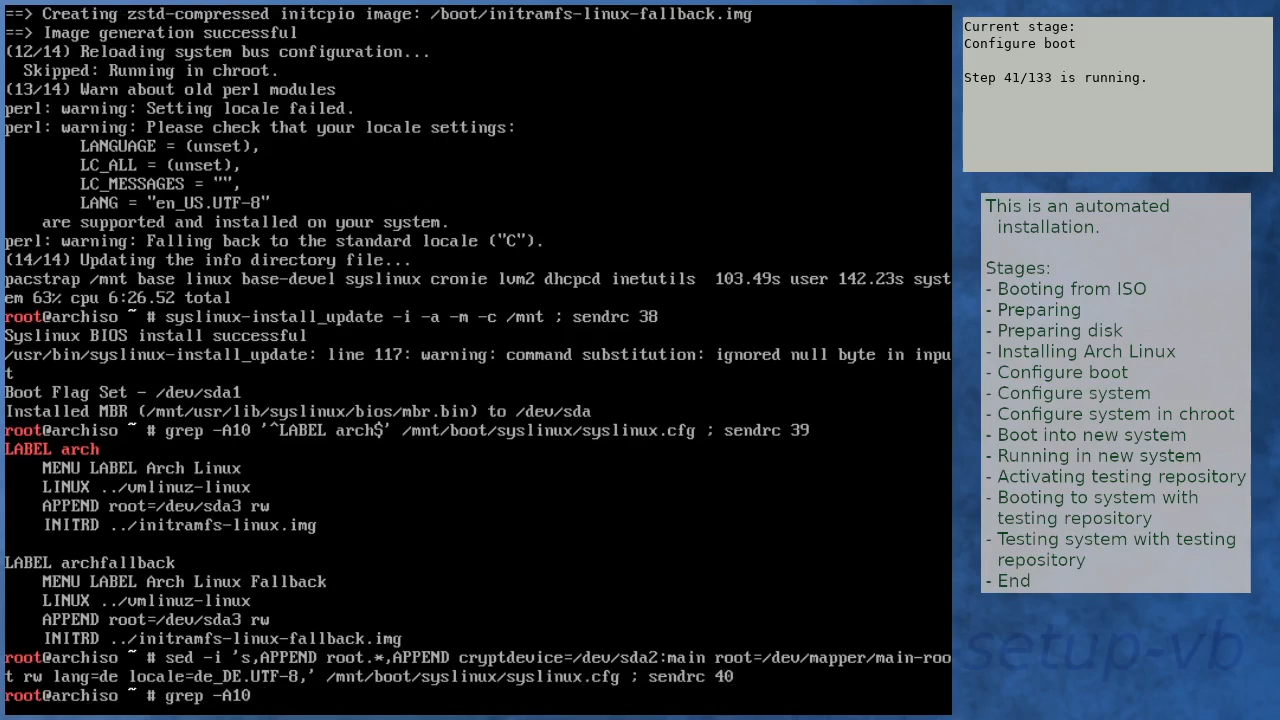 ==> Creating zstd-compressed initcpio image: /boot/initramfs-linux-fallback.img
==> Image generation successful
(12/14) Reloading system bus configuration...
  Skipped: Running in chroot.
(13/14) Warn about old perl modules
perl: warning: Setting locale failed.
perl: warning: Please check that your locale settings:
        LANGUAGE = (unset),
        LC_ALL = (unset),
        LC_MESSAGES = "",
        LANG = "en_US.UTF-8"
    are supported and installed on your system.
perl: warning: Falling back to the standard locale ("C").
(14/14) Updating the info directory file...
pacstrap /mnt base linux base-devel syslinux cronie lvm2 dhcpcd inetutils  103.49s user 142.23s syst
em 63% cpu 6:26.52 total
root@archiso ~ # syslinux-install_update -i -a -m -c /mnt ; sendrc 38
Syslinux BIOS install successful
/usr/bin/syslinux-install_update: line 117: warning: command substitution: ignored null byte in inpu
t
Boot Flag Set - /dev/sda1
Installed MBR (/mnt/usr/lib/syslinux/bios/mbr.bin) to /dev/sda
root@archiso ~ # grep -A10 '^LABEL arch$' /mnt/boot/syslinux/syslinux.cfg ; sendrc 39
LABEL arch
    MENU LABEL Arch Linux
    LINUX ../vmlinuz-linux
    APPEND root=/dev/sda3 rw
    INITRD ../initramfs-linux.img

LABEL archfallback
    MENU LABEL Arch Linux Fallback
    LINUX ../vmlinuz-linux
    APPEND root=/dev/sda3 rw
    INITRD ../initramfs-linux-fallback.img
root@archiso ~ # sed -i 's,APPEND root.*,APPEND cryptdevice=/dev/sda2:main root=/dev/mapper/main-roo
t rw lang=de locale=de_DE.UTF-8,' /mnt/boot/syslinux/syslinux.cfg ; sendrc 40
root@archiso ~ # grep -A10
Current stage:
Configure boot

Step 41/133 is running.
This is an automated
installation.

Stages:
- Booting from ISO
- Preparing
- Preparing disk
- Installing Arch Linux
- Configure boot
- Configure system
- Configure system in chroot
- Boot into new system
- Running in new system
- Activating testing repository
- Booting to system with
testing repository
- Testing system with testing
repository
- End
setup-vb